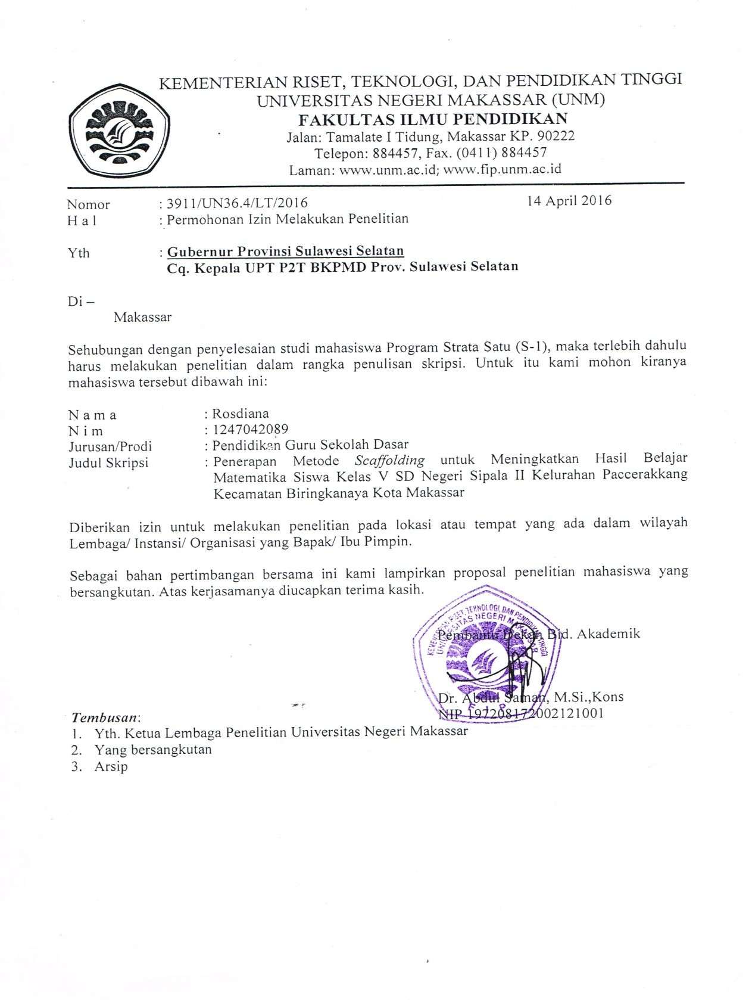 KEMENTERIAN RISET, TEKNOLOGI, DAN PENDIDIKAN TINGGI
UNIVERSITAS NEGERI MAKASSAR (UNM)
FAKULTAS ILMU PENDIDIKAN
Jalan: Tamalate I Tidung, Makassar KP. 90222
Telepon: 884457, Fax. (0411) 884457
Laman: www.unm.ac.id; www.fip.unm.ac.id
Nomor : 3911/UN36.4/LT/2016 14 April 2016
H a l : Permohonan Izin Melakukan Penelitian
Yth : Gubernur Provinsi Sulawesi Selatan
Cq. Kepala UPT P2T BKPMD Prov. Sulawesi Selatan
Di –
Makassar
Sehubungan dengan penyelesaian studi mahasiswa Program Strata Satu (S-1), maka terlebih dahulu
harus melakukan penelitian dalam rangka penulisan skripsi. Untuk itu kami mohon kiranya
mahasiswa tersebut dibawah ini:
N a m a : Rosdiana
N i m : 1247042089
Jurusan/Prodi : Pendidikan Guru Sekolah Dasar
Judul Skripsi : Penerapan Metode Scaffolding untuk Meningkatkan Hasil Belajar
Matematika Siswa Kelas V SD Negeri Sipala II Kelurahan Paccerakkang
Kecamatan Biringkanaya Kota Makassar
Diberikan izin untuk melakukan penelitian pada lokasi atau tempat yang ada dalam wilayah
Lembaga/ Instansi/ Organisasi yang Bapak/ Ibu Pimpin.
Sebagai bahan pertimbangan bersama ini kami lampirkan proposal penelitian mahasiswa yang
bersangkutan. Atas kerjasamanya diucapkan terima kasih.
KEMENTERIAN RISET, TEKNOLOGI, DAN PENDIDIKAN TINGGI
UNIVERSITAS NEGERI MAKASSAR
F I P
Pembantu Dekan Bid. Akademik
Dr. Abdul Saman, M.Si.,Kons
NIP 197208172002121001
Tembusan:
1. Yth. Ketua Lembaga Penelitian Universitas Negeri Makassar
2. Yang bersangkutan
3. Arsip